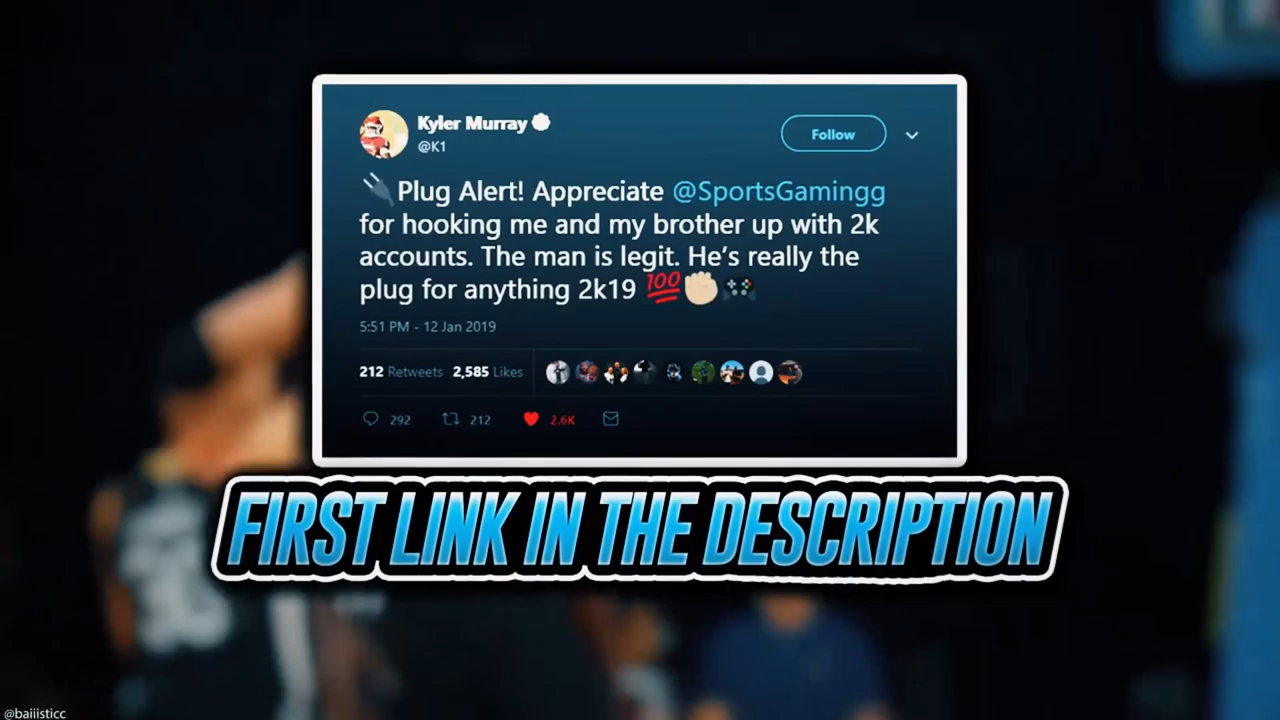 Kyler Murray
@K1
Follow
🔌Plug Alert! Appreciate @SportsGamingg
for hooking me and my brother up with 2k
accounts. The man is legit. He's really the
plug for anything 2k19 💯✊🏼🎮
5:51 PM - 12 Jan 2019
212 Retweets 2,585 Likes
292 212 2.6K
FIRST LINK IN THE DESCRIPTION
@baiiisticc